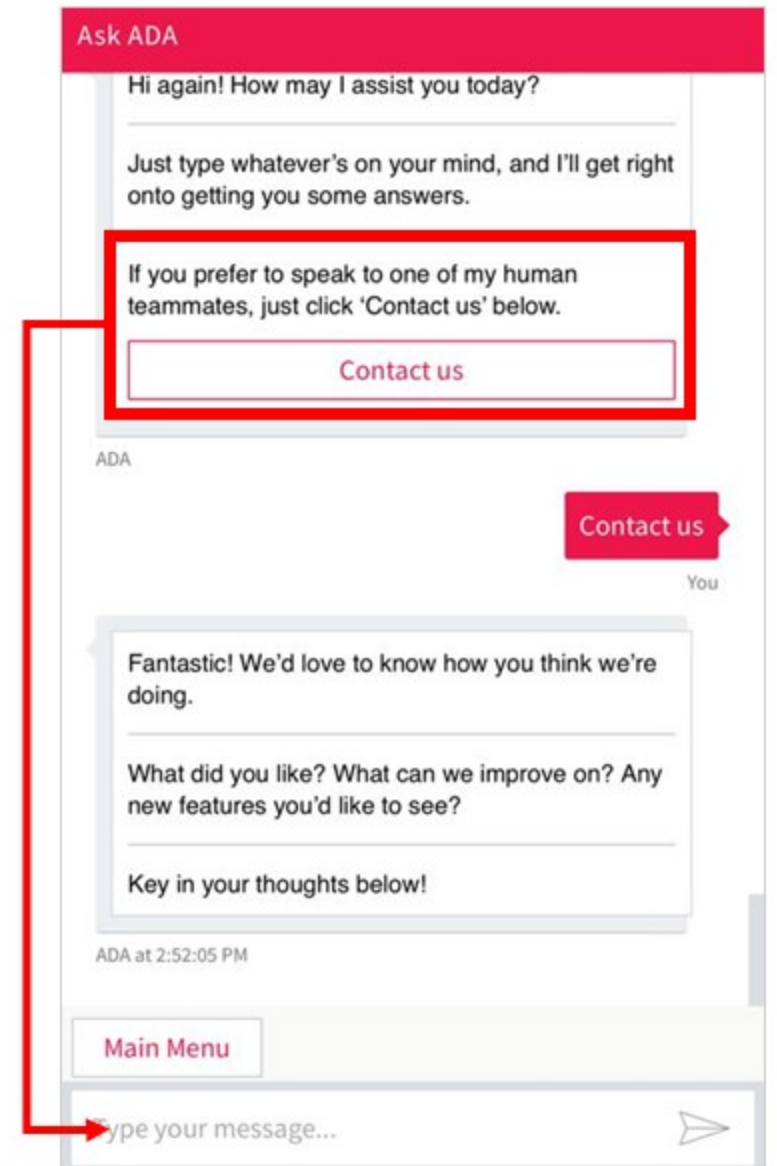 Ask ADA
Hi again! How may I assist you today?
Just type whatever's on your mind, and I'll get right
onto getting you some answers.
If you prefer to speak to one of my human
teammates, just click ‘Contact us’ below.
Contact us
ADA
Contact us
You
Fantastic! We'd love to know how you think we're
doing.
What did you like? What can we improve on? Any
new features you'd like to see?
Key in your thoughts below!
ADA at 2:52:05 PM
Main Menu
Type your message...